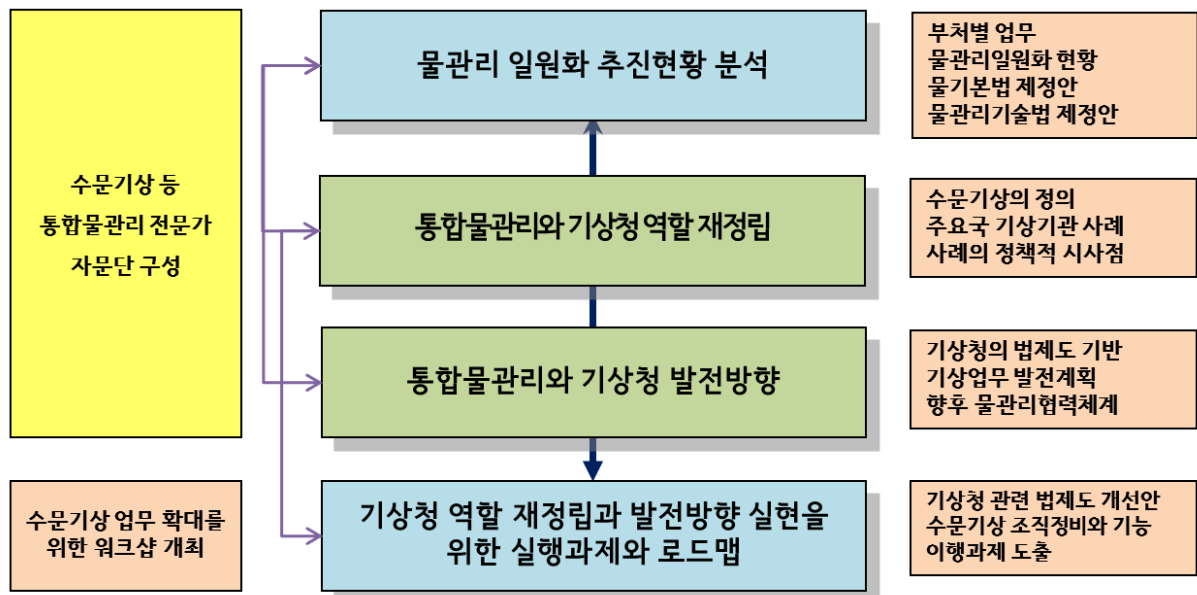 수문기상 등
통합물관리 전문가
자문단 구성
수문기상 업무 확대를
위한 워크샵 개최
물관리 일원화 추진현황 분석
통합물관리와 기상청 역할 재정립
통합물관리와 기상청 발전방향
기상청 역할 재정립과 발전방향 실현을
위한 실행과제와 로드맵
부처별 업무
물관리일원화 현황
물기본법 제정안
물관리기술법 제정안
수문기상의 정의
주요국 기상기관 사례
사례의 정책적 시사점
기상청의 법제도 기반
기상업무 발전계획
향후 물관리협력체계
기상청 관련 법제도 개선안
수문기상 조직정비와 기능
이행과제 도출